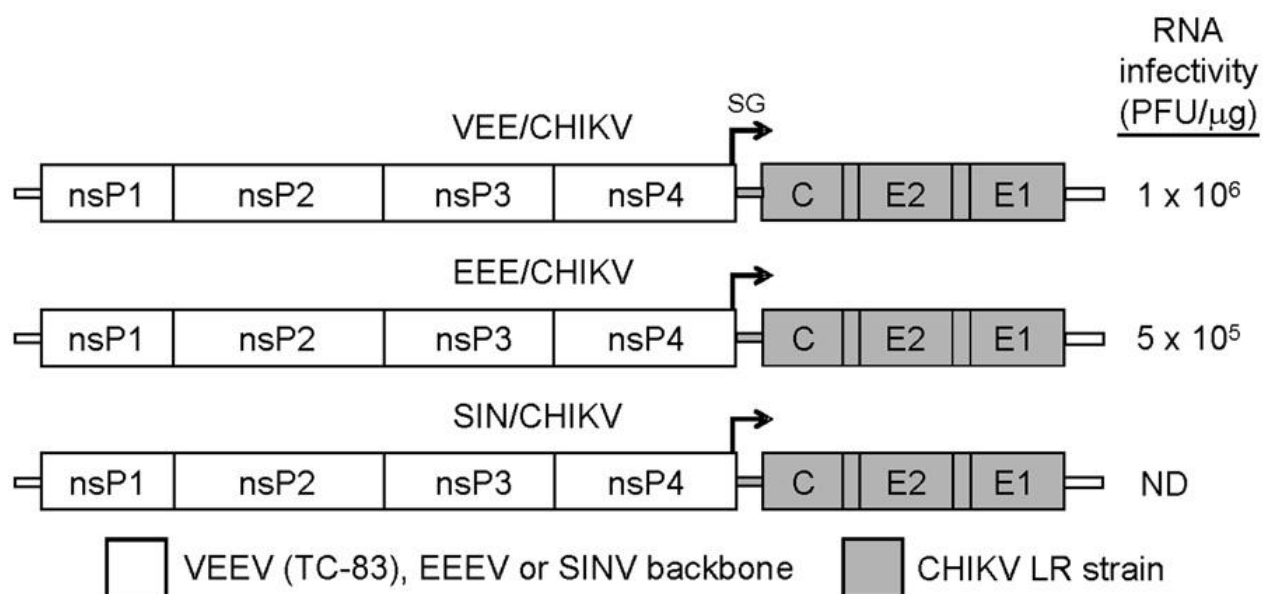 RNA
infectivity
(PFU/μg)
SG
VEE/CHIKV
nsP1 nsP2 nsP3 nsP4 C E2 E1 1 x 10⁶
EEE/CHIKV
nsP1 nsP2 nsP3 nsP4 C E2 E1 5 x 10⁵
SIN/CHIKV
nsP1 nsP2 nsP3 nsP4 C E2 E1 ND
VEEV (TC-83), EEEV or SINV backbone CHIKV LR strain